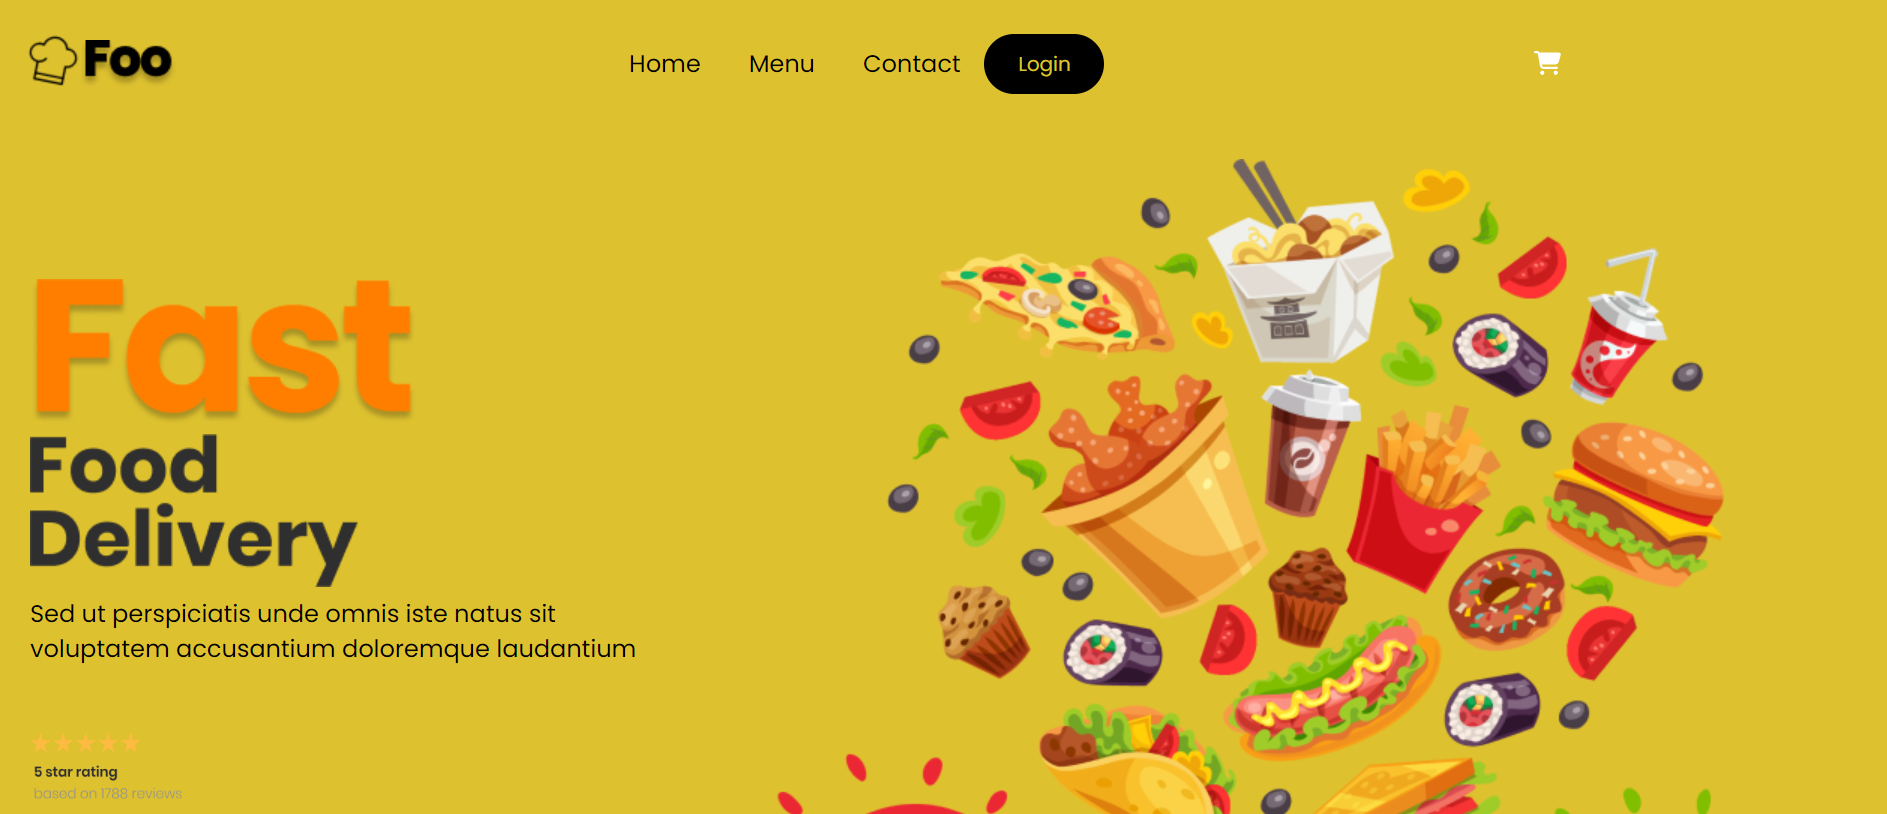 Foo
Home Menu Contact Login
Fast
Food
Delivery
Sed ut perspiciatis unde omnis iste natus sit
voluptatem accusantium doloremque laudantium
5 star rating
based on 1788 reviews